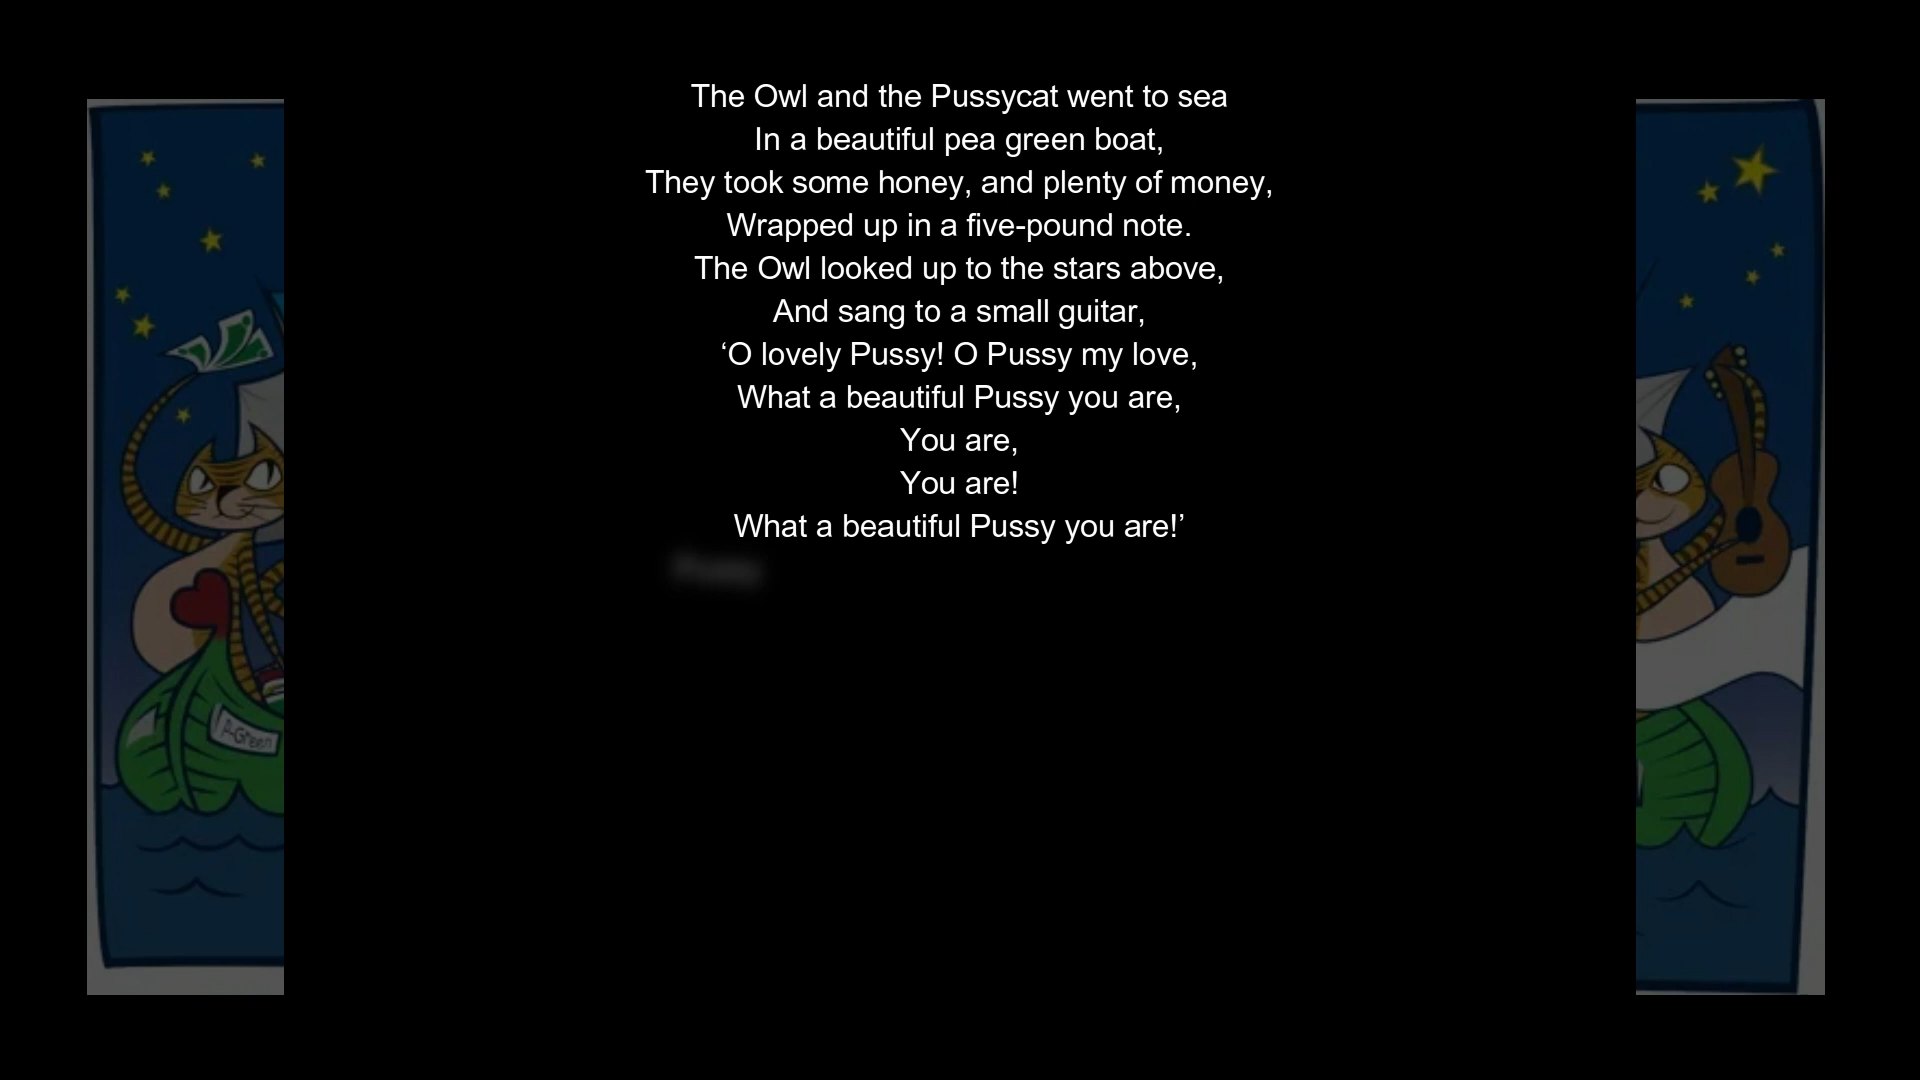 The Owl and the Pussycat went to sea
In a beautiful pea green boat,
They took some honey, and plenty of money,
Wrapped up in a five-pound note.
The Owl looked up to the stars above,
And sang to a small guitar,
‘O lovely Pussy! O Pussy my love,
What a beautiful Pussy you are,
You are,
You are!
What a beautiful Pussy you are!’
Pussy
P-Green